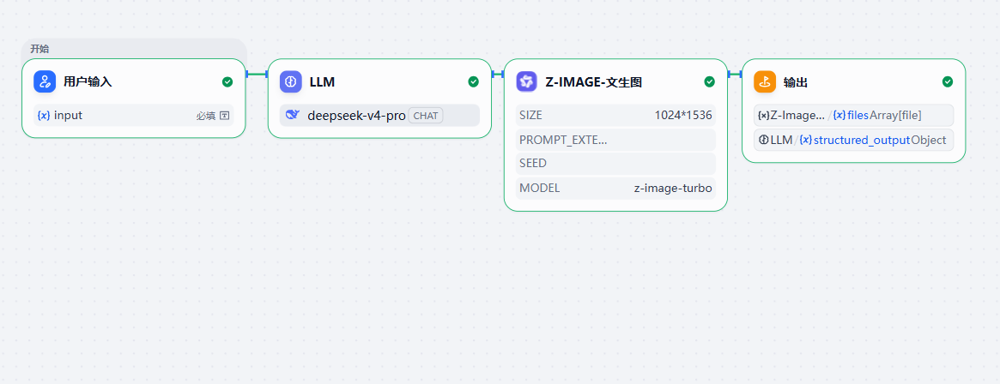 开始
用户输入
input 必填
LLM
deepseek-v4-pro CHAT
Z-IMAGE-文生图
SIZE 1024*1536
PROMPT_EXTE...
SEED
MODEL z-image-turbo
输出
{×}Z-Image... / {x}files Array[file]
LLM / {x}structured_output Object